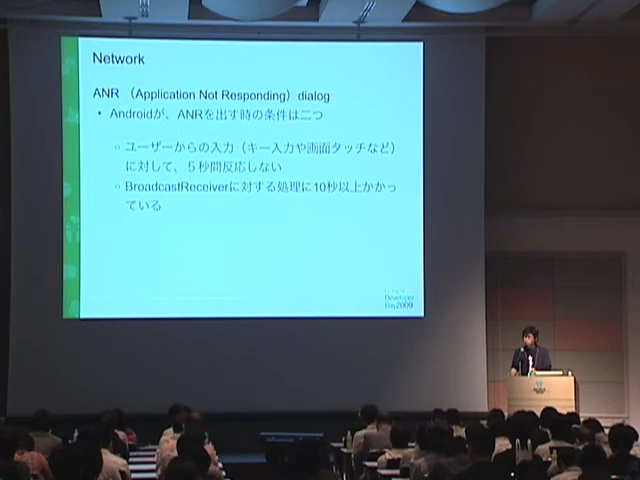 Network
ANR （Application Not Responding）dialog
• Androidが、ANRを出す時の条件は二つ
○ ユーザーからの入力（キー入力や画面タッチなど）
に対して、５秒間反応しない
○ BroadcastReceiverに対する処理に10秒以上かかっ
ている
Developer
Day2009